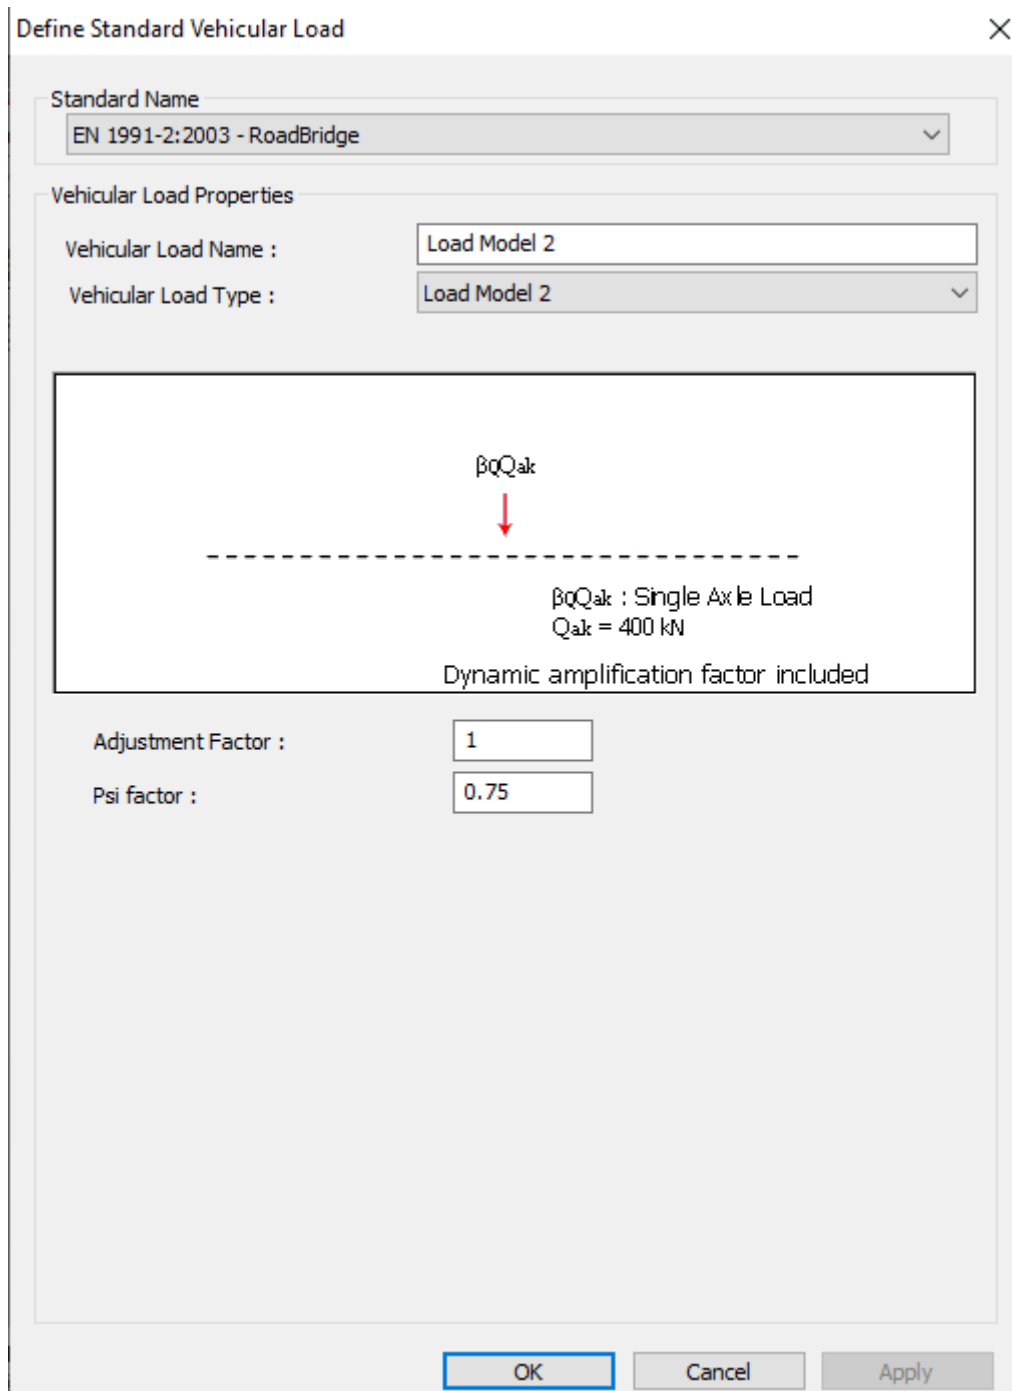 Define Standard Vehicular Load
Standard Name
EN 1991-2:2003 - RoadBridge
Vehicular Load Properties
Vehicular Load Name :
Load Model 2
Vehicular Load Type :
Load Model 2
βQQak
βQQak : Single Axle Load
Qak = 400 kN
Dynamic amplification factor included
Adjustment Factor :
1
Psi factor :
0.75
OK
Cancel
Apply